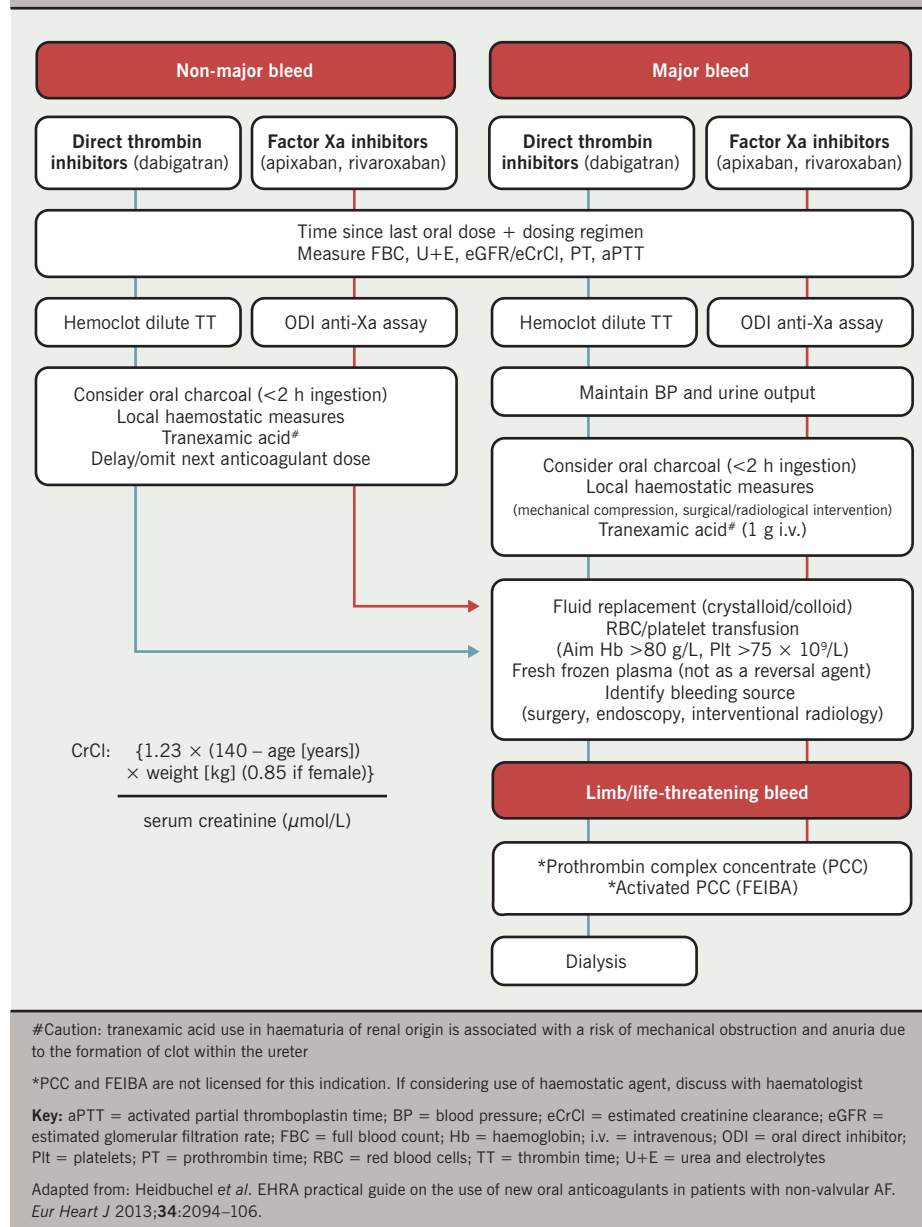 Non-major bleed
Major bleed
Direct thrombin
inhibitors (dabigatran)
Factor Xa inhibitors
(apixaban, rivaroxaban)
Direct thrombin
inhibitors (dabigatran)
Factor Xa inhibitors
(apixaban, rivaroxaban)
Time since last oral dose + dosing regimen
Measure FBC, U+E, eGFR/eCrCl, PT, aPTT
Hemoclot dilute TT
ODI anti-Xa assay
Hemoclot dilute TT
ODI anti-Xa assay
Consider oral charcoal (<2 h ingestion)
Local haemostatic measures
Tranexamic acid#
Delay/omit next anticoagulant dose
Maintain BP and urine output
Consider oral charcoal (<2 h ingestion)
Local haemostatic measures
(mechanical compression, surgical/radiological intervention)
Tranexamic acid# (1 g i.v.)
Fluid replacement (crystalloid/colloid)
RBC/platelet transfusion
(Aim Hb >80 g/L, Plt >75 × 10⁹/L)
Fresh frozen plasma (not as a reversal agent)
Identify bleeding source
(surgery, endoscopy, interventional radiology)
CrCl: {1.23 × (140 – age [years])
× weight [kg] (0.85 if female)}
serum creatinine (μmol/L)
Limb/life-threatening bleed
*Prothrombin complex concentrate (PCC)
*Activated PCC (FEIBA)
Dialysis
#Caution: tranexamic acid use in haematuria of renal origin is associated with a risk of mechanical obstruction and anuria due
to the formation of clot within the ureter
*PCC and FEIBA are not licensed for this indication. If considering use of haemostatic agent, discuss with haematologist
Key: aPTT = activated partial thromboplastin time; BP = blood pressure; eCrCl = estimated creatinine clearance; eGFR =
estimated glomerular filtration rate; FBC = full blood count; Hb = haemoglobin; i.v. = intravenous; ODI = oral direct inhibitor;
Plt = platelets; PT = prothrombin time; RBC = red blood cells; TT = thrombin time; U+E = urea and electrolytes
Adapted from: Heidbuchel et al. EHRA practical guide on the use of new oral anticoagulants in patients with non-valvular AF.
Eur Heart J 2013;34:2094–106.